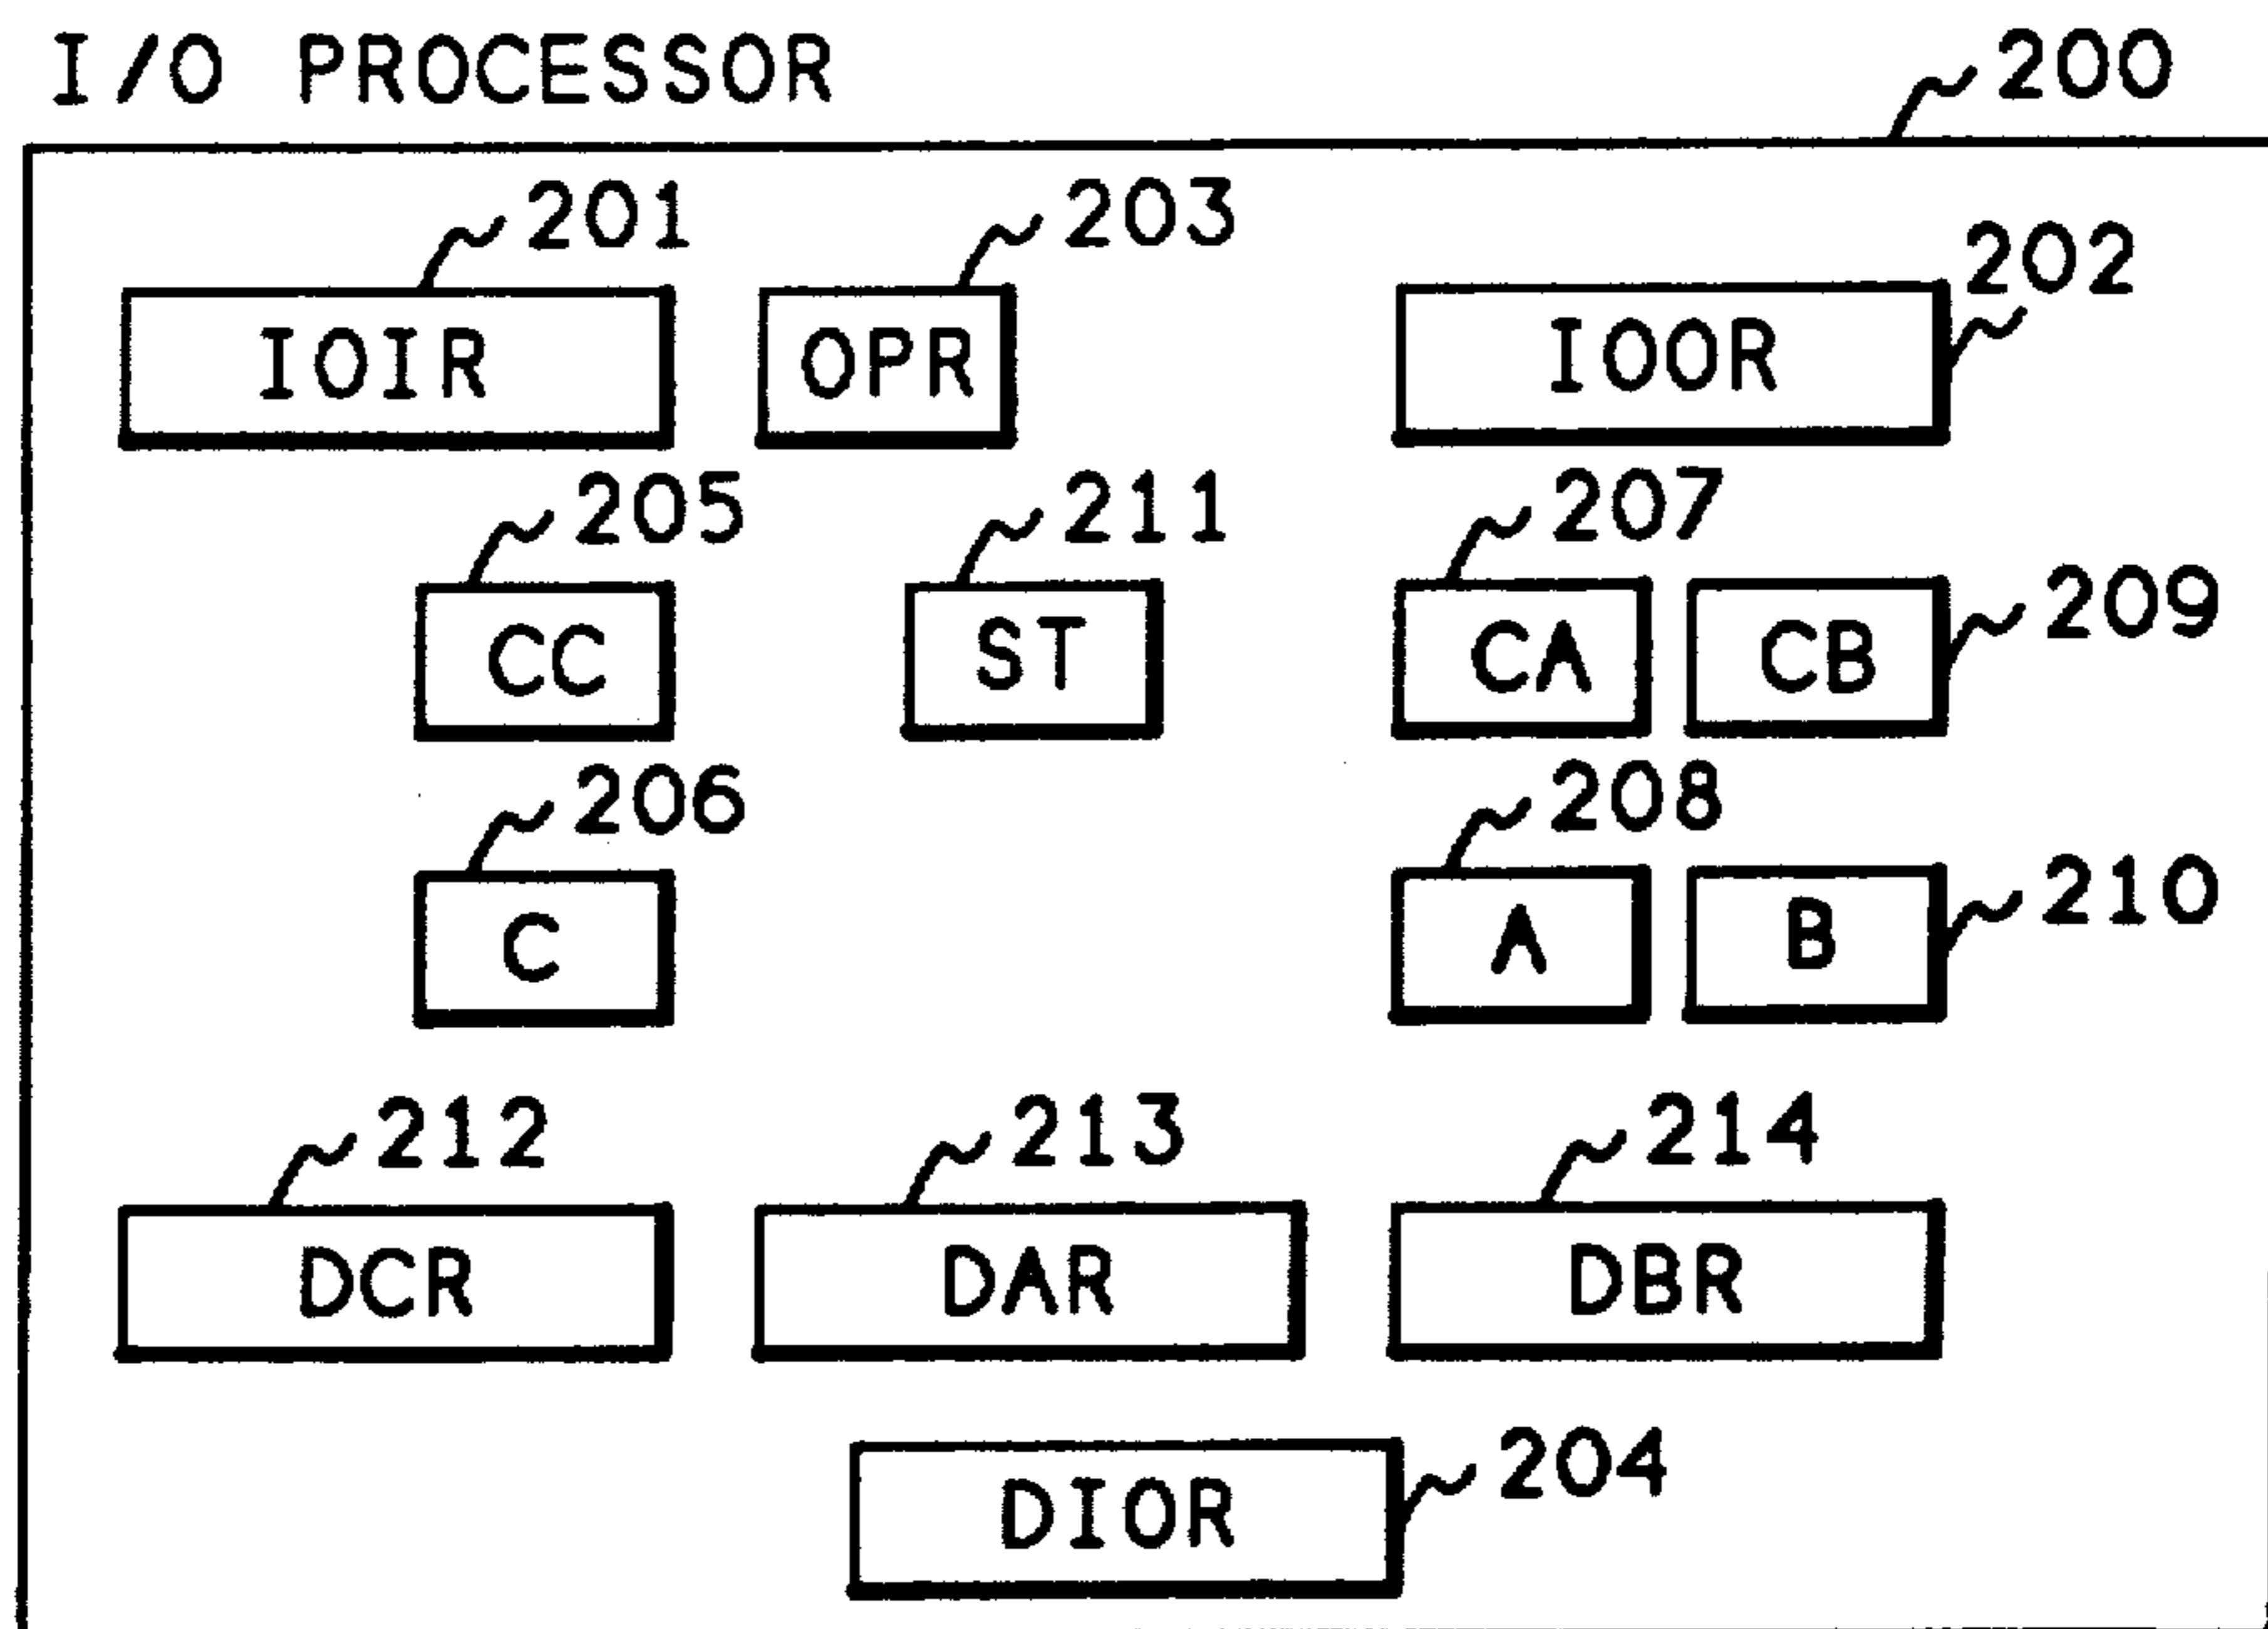 I/O PROCESSOR 200
201 203 202
IOIR OPR IOOR
205 211 207
CC ST CA CB 209
206 208
C A B 210
212 213 214
DCR DAR DBR
DIOR 204